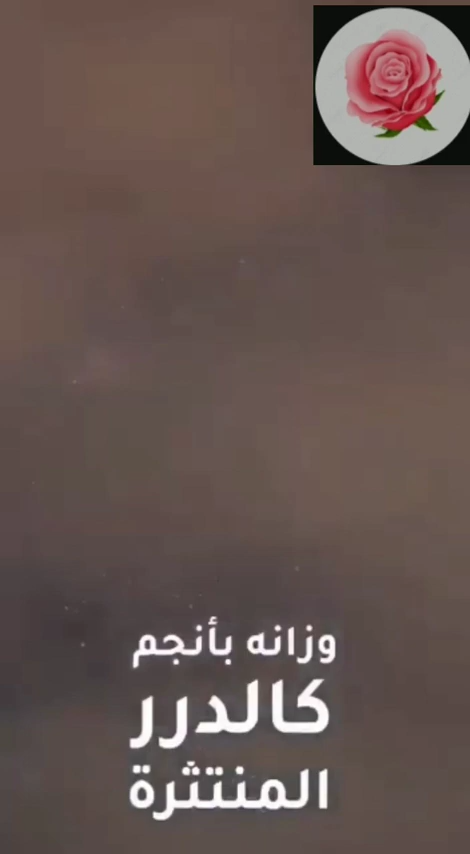 وزانه بأنجم
كالدرر
المنتثرة